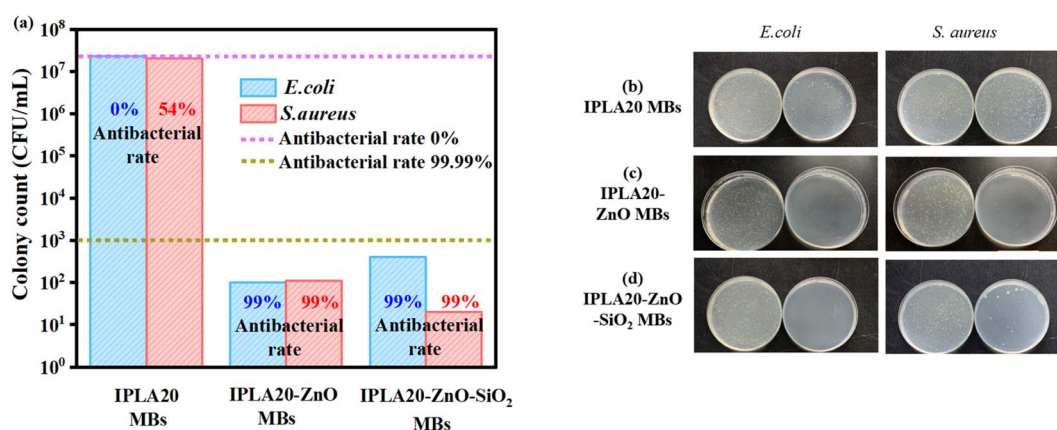 (a)
Colony count (CFU/mL)
10⁸
10⁷
10⁶
10⁵
10⁴
10³
10²
10¹
10⁰
E.coli
S.aureus
Antibacterial rate 0%
Antibacterial rate 99.99%
0% 54%
Antibacterial
rate
99% 99%
Antibacterial
rate
99% 99%
Antibacterial
rate
IPLA20
MBs
IPLA20-ZnO
MBs
IPLA20-ZnO-SiO₂
MBs
E.coli
S. aureus
(b)
IPLA20 MBs
(c)
IPLA20-
ZnO MBs
(d)
IPLA20-ZnO
-SiO₂ MBs